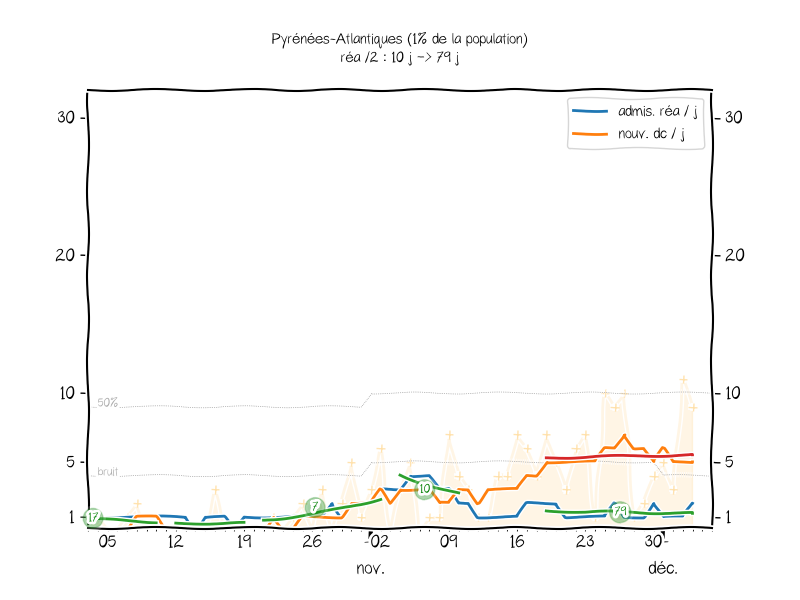 Pyrénées-Atlantiques (1% de la population)
réa /2 : 10 j -> 79 j
admis. réa / j
nouv. dc / j
30 30
20 20
10 10
50%
5 5
bruit
1 1
17 7 10 79
05 12 19 26 02 09 16 23 30
nov. déc.